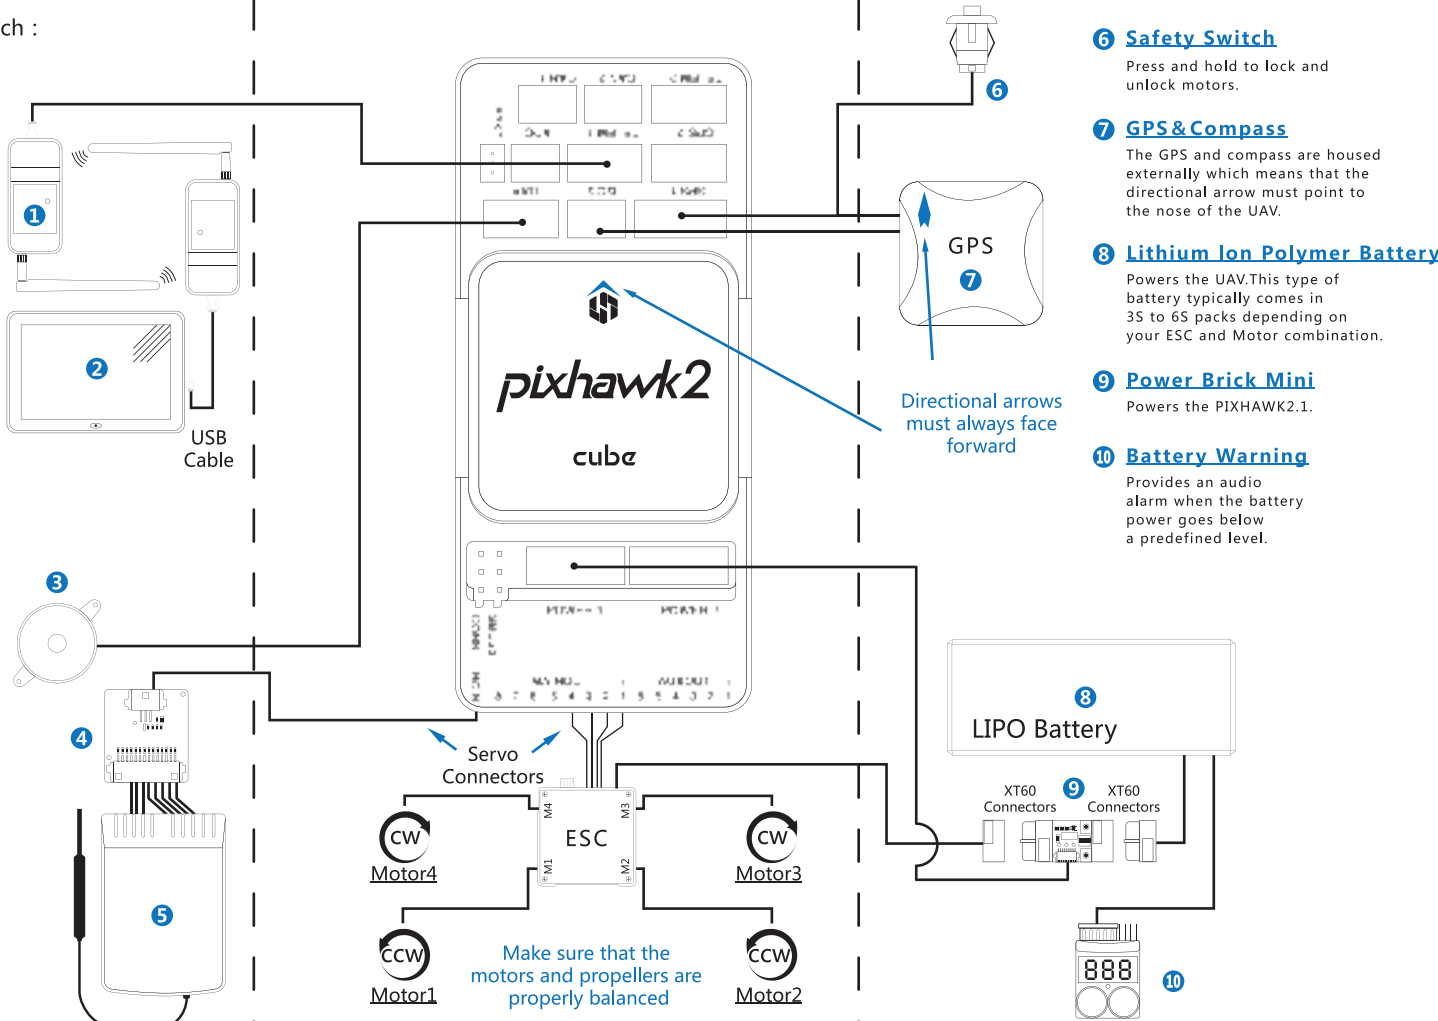 ch :
6 Safety Switch
Press and hold to lock and
unlock motors.
6
7 GPS&Compass
The GPS and compass are housed
externally which means that the
directional arrow must point to
the nose of the UAV.
1
GPS
7
8 Lithium Ion Polymer Battery
Powers the UAV.This type of
battery typically comes in
3S to 6S packs depending on
your ESC and Motor combination.
2
pixhawk2
cube
Directional arrows
must always face
forward
9 Power Brick Mini
Powers the PIXHAWK2.1.
USB
Cable
10 Battery Warning
Provides an audio
alarm when the battery
power goes below
a predefined level.
3
4
8
LIPO Battery
Servo
Connectors
XT60
Connectors
9
XT60
Connectors
M4
M3
ESC
M1
M2
CW
Motor4
CW
Motor3
5
CCW
Motor1
CCW
Motor2
Make sure that the
motors and propellers are
properly balanced
888
10